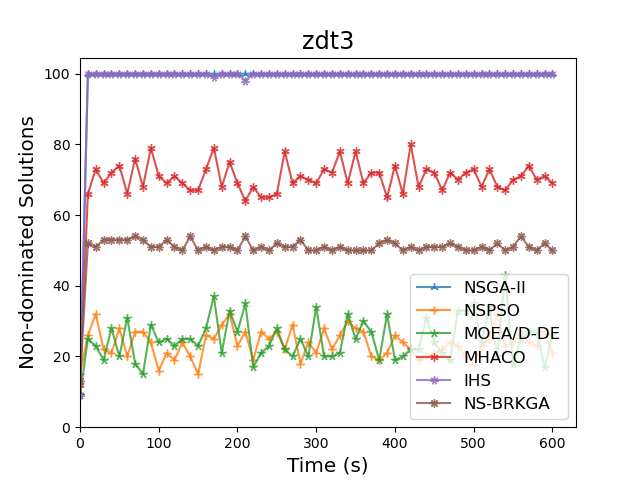 zdt3
Non-dominated Solutions
100
80
60
40
20
0
NSGA-II
NSPSO
MOEA/D-DE
MHACO
IHS
NS-BRKGA
0 100 200 300 400 500 600
Time (s)